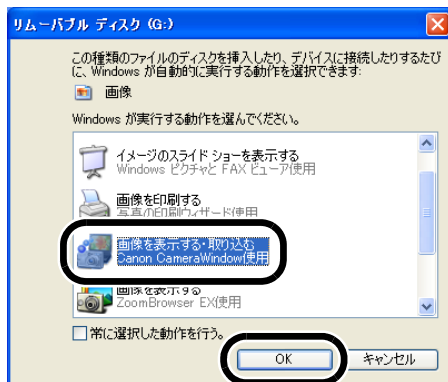 リムーバブル ディスク (G:)
この種類のファイルのディスクを挿入したり、デバイスに接続したりするたび
に、Windows が自動的に実行する動作を選択できます:
画像
Windows が実行する動作を選んでください。
イメージのスライド ショーを表示する
Windows ピクチャと FAX ビューア使用
画像を印刷する
写真の印刷ウィザード使用
画像を表示する・取り込む
Canon CameraWindow使用
画像を表示する
ZoomBrowser EX使用
常に選択した動作を行う。
OK
キャンセル